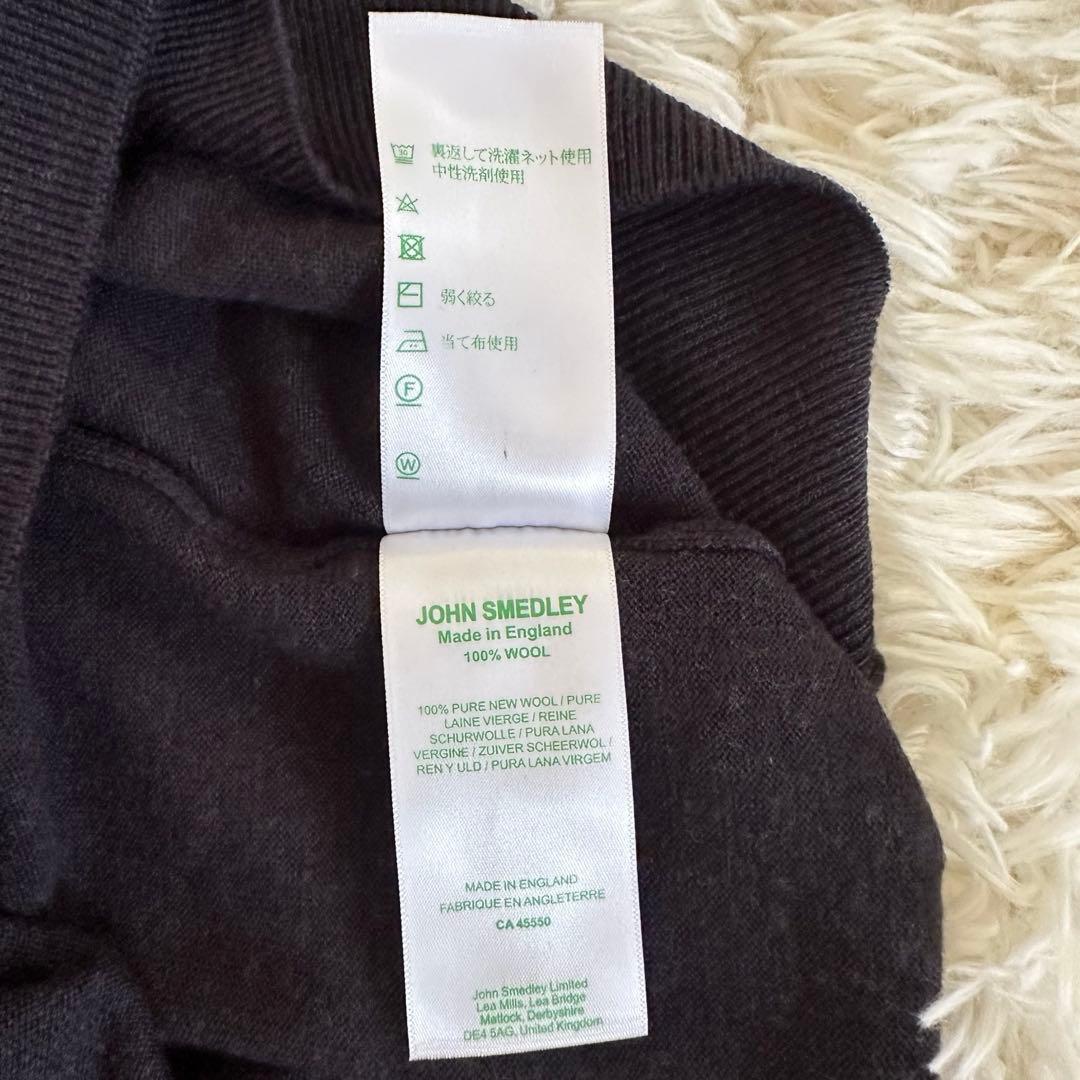 30
裏返して洗濯ネット使用
中性洗剤使用
弱く絞る
当て布使用
F
W
JOHN SMEDLEY
Made in England
100% WOOL
100% PURE NEW WOOL / PURE
LAINE VIERGE / REINE
SCHURWOLLE / PURA LANA
VERGINE / ZUIVER SCHEERWOL /
REN Y ULD / PURA LANA VIRGEM
MADE IN ENGLAND
FABRIQUE EN ANGLETERRE
CA 45550
John Smedley Limited
Lea Mills, Lea Bridge
Matlock, Derbyshire
DE4 5AG, United Kingdom